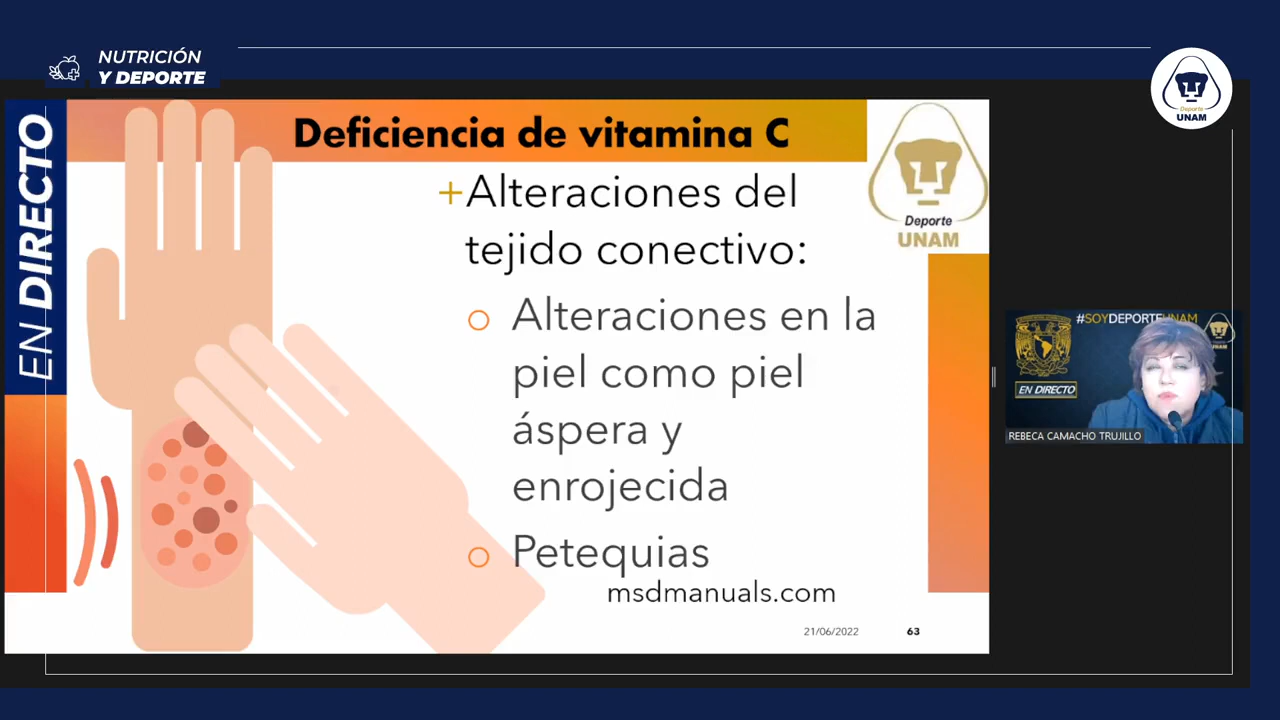 NUTRICIÓN
Y DEPORTE
Deporte
UNAM
EN DIRECTO
Deficiencia de vitamina C
+Alteraciones del
tejido conectivo:
o Alteraciones en la
piel como piel
áspera y
enrojecida
o Petequias
msdmanuals.com
21/06/2022
63
Deporte
UNAM
#SOYDEPORTEUNAM
EN DIRECTO
REBECA CAMACHO TRUJILLO